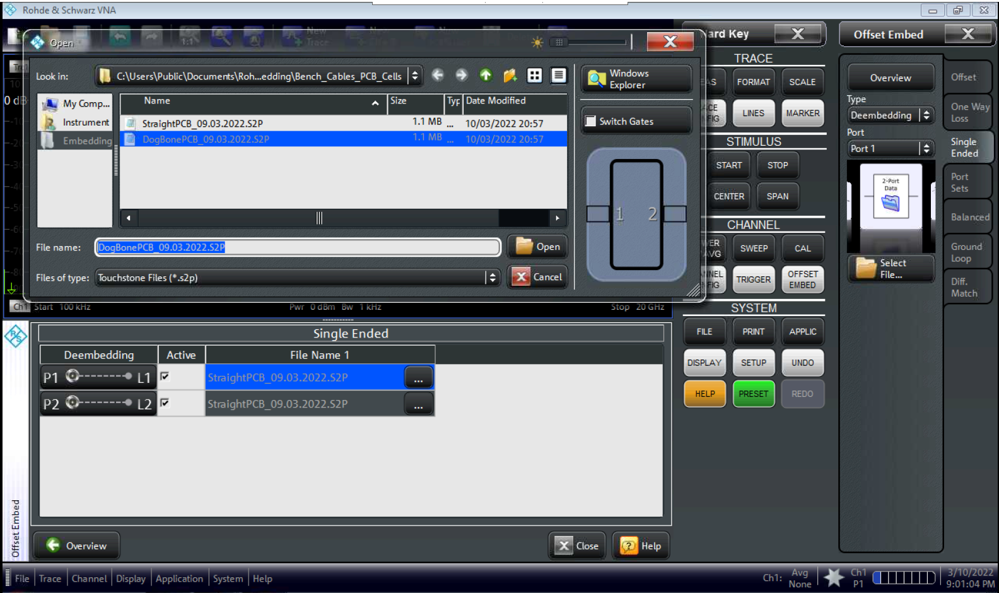 Rohde & Schwarz VNA
Open
New
Trace
Hard Key
Offset Embed
Look in:
C:\Users\Public\Documents\Roh...edding\Bench_Cables_PCB_Cells
Windows
Explorer
My Comp...
Instrument
Embedding
Name
Size
Typ
Date Modified
StraightPCB_09.03.2022.S2P
1.1 MB
...
10/03/2022 20:57
DogBonePCB_09.03.2022.S2P
1.1 MB
...
10/03/2022 20:57
Switch Gates
1
2
File name:
DogBonePCB_09.03.2022.S2P
Open
Files of type:
Touchstone Files (*.s2p)
Cancel
0 dB
Ch1
Start 100 kHz
Pwr 0 dBm Bw 1 kHz
Stop 20 GHz
TRACE
FORMAT
SCALE
LINES
MARKER
STIMULUS
START
STOP
CENTER
SPAN
CHANNEL
SWEEP
CAL
TRIGGER
OFFSET
EMBED
SYSTEM
FILE
PRINT
APPLIC
DISPLAY
SETUP
UNDO
HELP
PRESET
REDO
Overview
Type
Deembedding
Port
Port 1
2-Port
Data
Select
File...
Offset
One Way
Loss
Single
Ended
Port
Sets
Balanced
Ground
Loop
Diff.
Match
Single Ended
Deembedding
Active
File Name 1
P1
L1
StraightPCB_09.03.2022.S2P
...
P2
L2
StraightPCB_09.03.2022.S2P
...
Offset Embed
Overview
Close
Help
File
Trace
Channel
Display
Application
System
Help
Ch1:
Avg
None
Ch1
P1
3/10/2022
9:01:04 PM